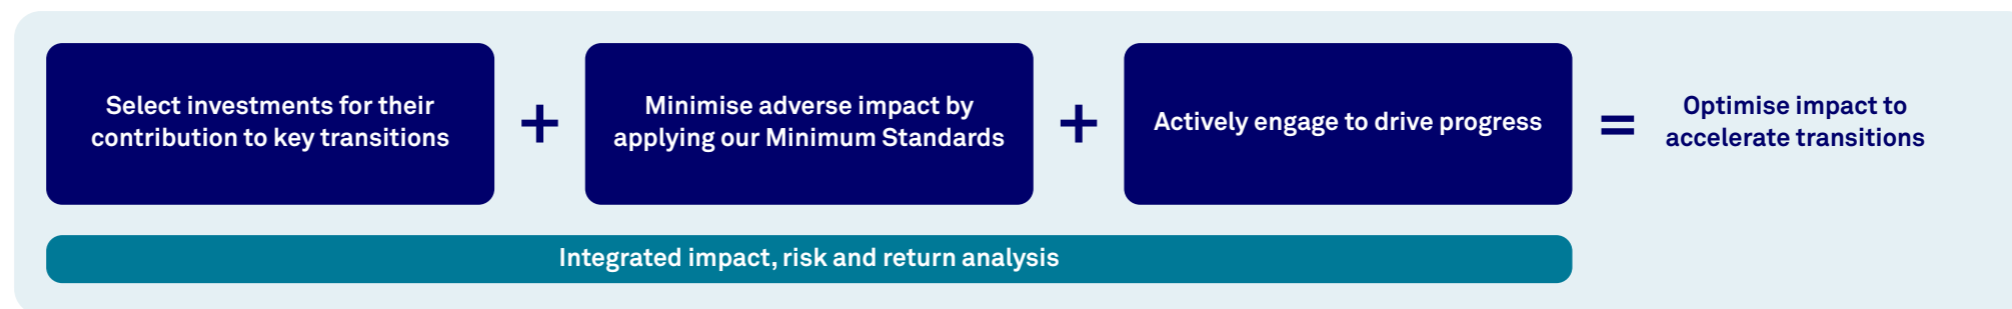 Select investments for their
contribution to key transitions
+
Minimise adverse impact by
applying our Minimum Standards
+
Actively engage to drive progress
=
Optimise impact to
accelerate transitions
Integrated impact, risk and return analysis